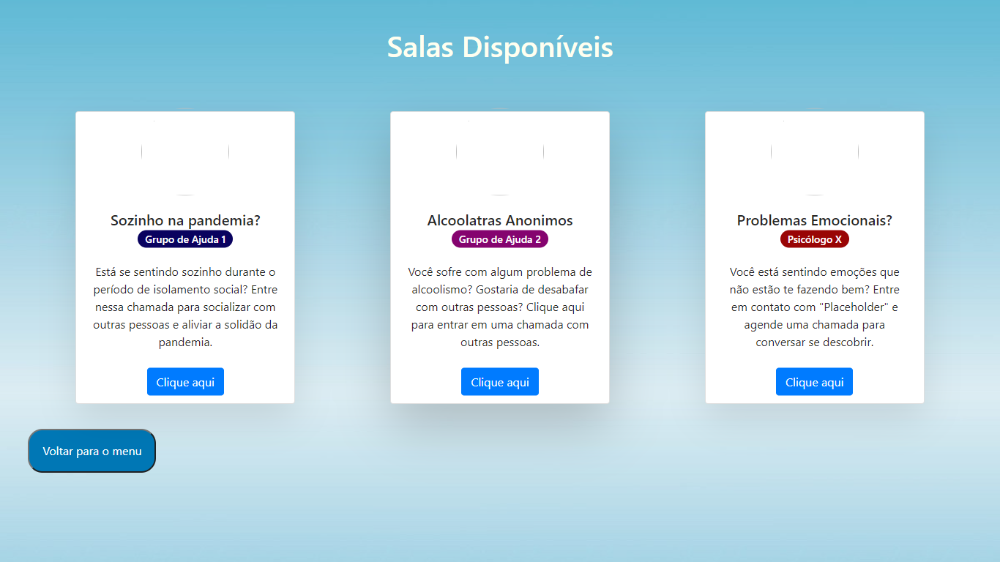 Salas Disponíveis
Sozinho na pandemia?
Grupo de Ajuda 1
Está se sentindo sozinho durante o
período de isolamento social? Entre
nessa chamada para socializar com
outras pessoas e aliviar a solidão da
pandemia.
Clique aqui
Alcoolatras Anonimos
Grupo de Ajuda 2
Você sofre com algum problema de
alcoolismo? Gostaria de desabafar
com outras pessoas? Clique aqui
para entrar em uma chamada com
outras pessoas.
Clique aqui
Problemas Emocionais?
Psicólogo X
Você está sentindo emoções que
não estão te fazendo bem? Entre
em contato com "Placeholder" e
agende uma chamada para
conversar se descobrir.
Clique aqui
Voltar para o menu